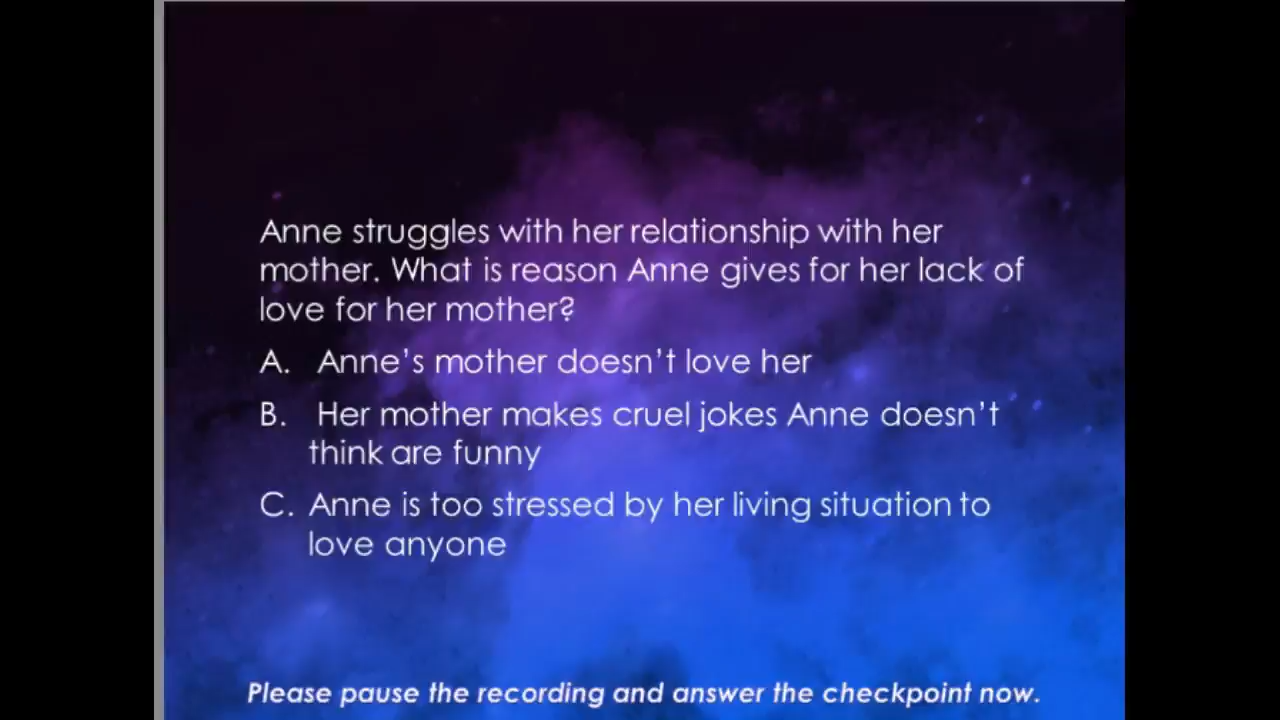 Anne struggles with her relationship with her
mother. What is reason Anne gives for her lack of
love for her mother?
A. Anne's mother doesn't love her
B. Her mother makes cruel jokes Anne doesn't
think are funny
C. Anne is too stressed by her living situation to
love anyone
Please pause the recording and answer the checkpoint now.